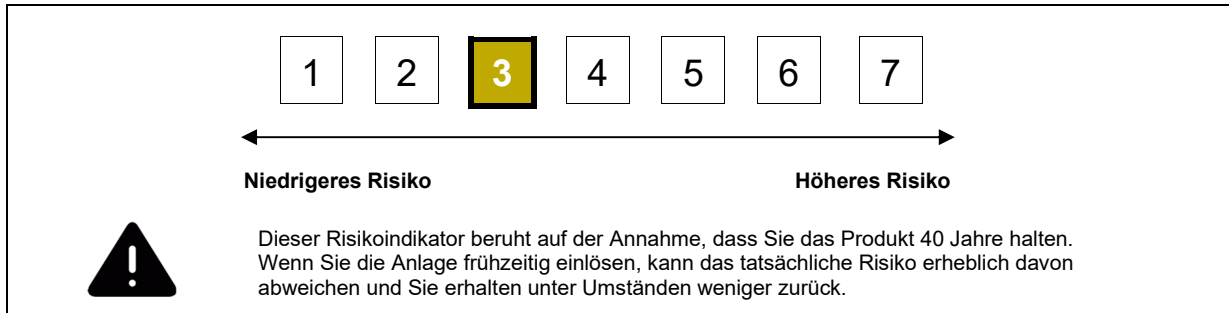 1 2 3 4 5 6 7
Niedrigeres Risiko Höheres Risiko
Dieser Risikoindikator beruht auf der Annahme, dass Sie das Produkt 40 Jahre halten.
Wenn Sie die Anlage frühzeitig einlösen, kann das tatsächliche Risiko erheblich davon
abweichen und Sie erhalten unter Umständen weniger zurück.